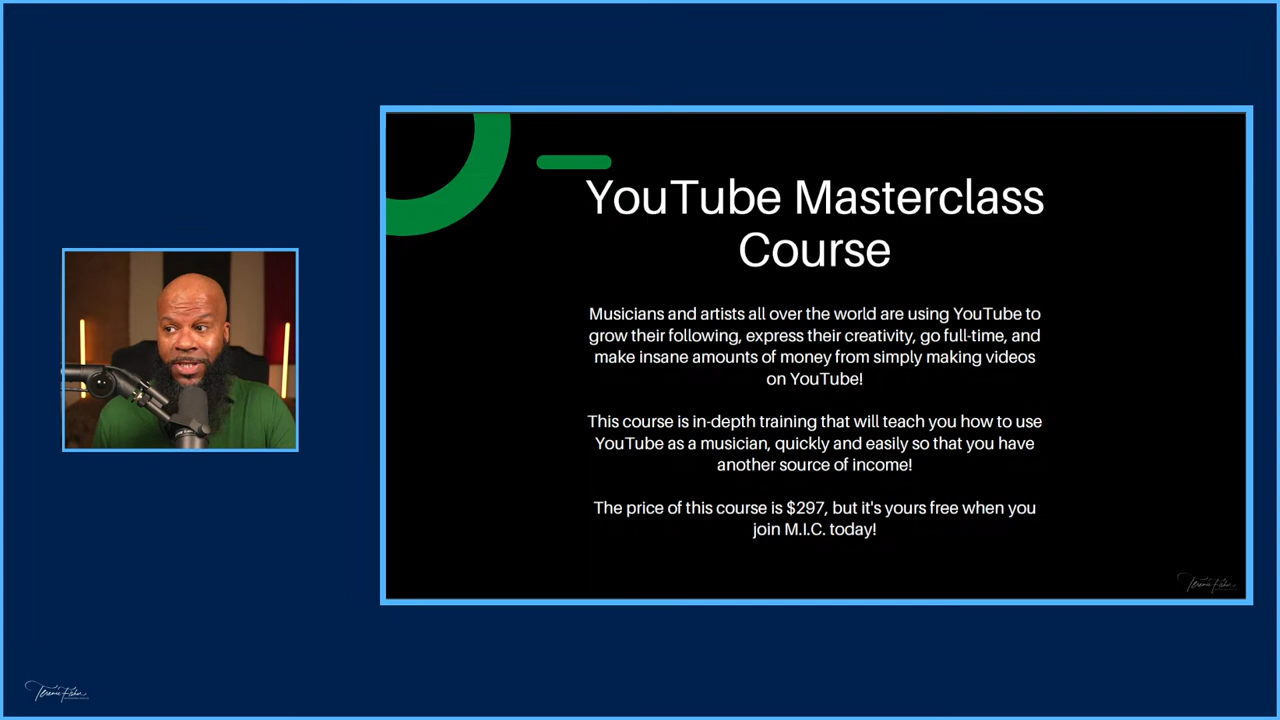 YouTube Masterclass
Course
Musicians and artists all over the world are using YouTube to
grow their following, express their creativity, go full-time, and
make insane amounts of money from simply making videos
on YouTube!
This course is in-depth training that will teach you how to use
YouTube as a musician, quickly and easily so that you have
another source of income!
The price of this course is $297, but it's yours free when you
join M.I.C. today!